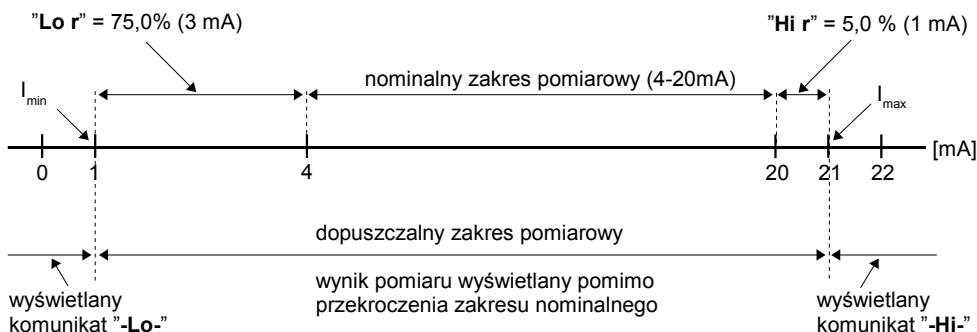 "Lo r" = 75,0% (3 mA)
"Hi r" = 5,0 % (1 mA)
nominalny zakres pomiarowy (4-20mA)
Imin
Imax
[mA]
0 1 4 20 21 22
dopuszczalny zakres pomiarowy
wynik pomiaru wyświetlany pomimo
przekroczenia zakresu nominalnego
wyświetlany
komunikat "-Lo-"
wyświetlany
komunikat "-Hi-"